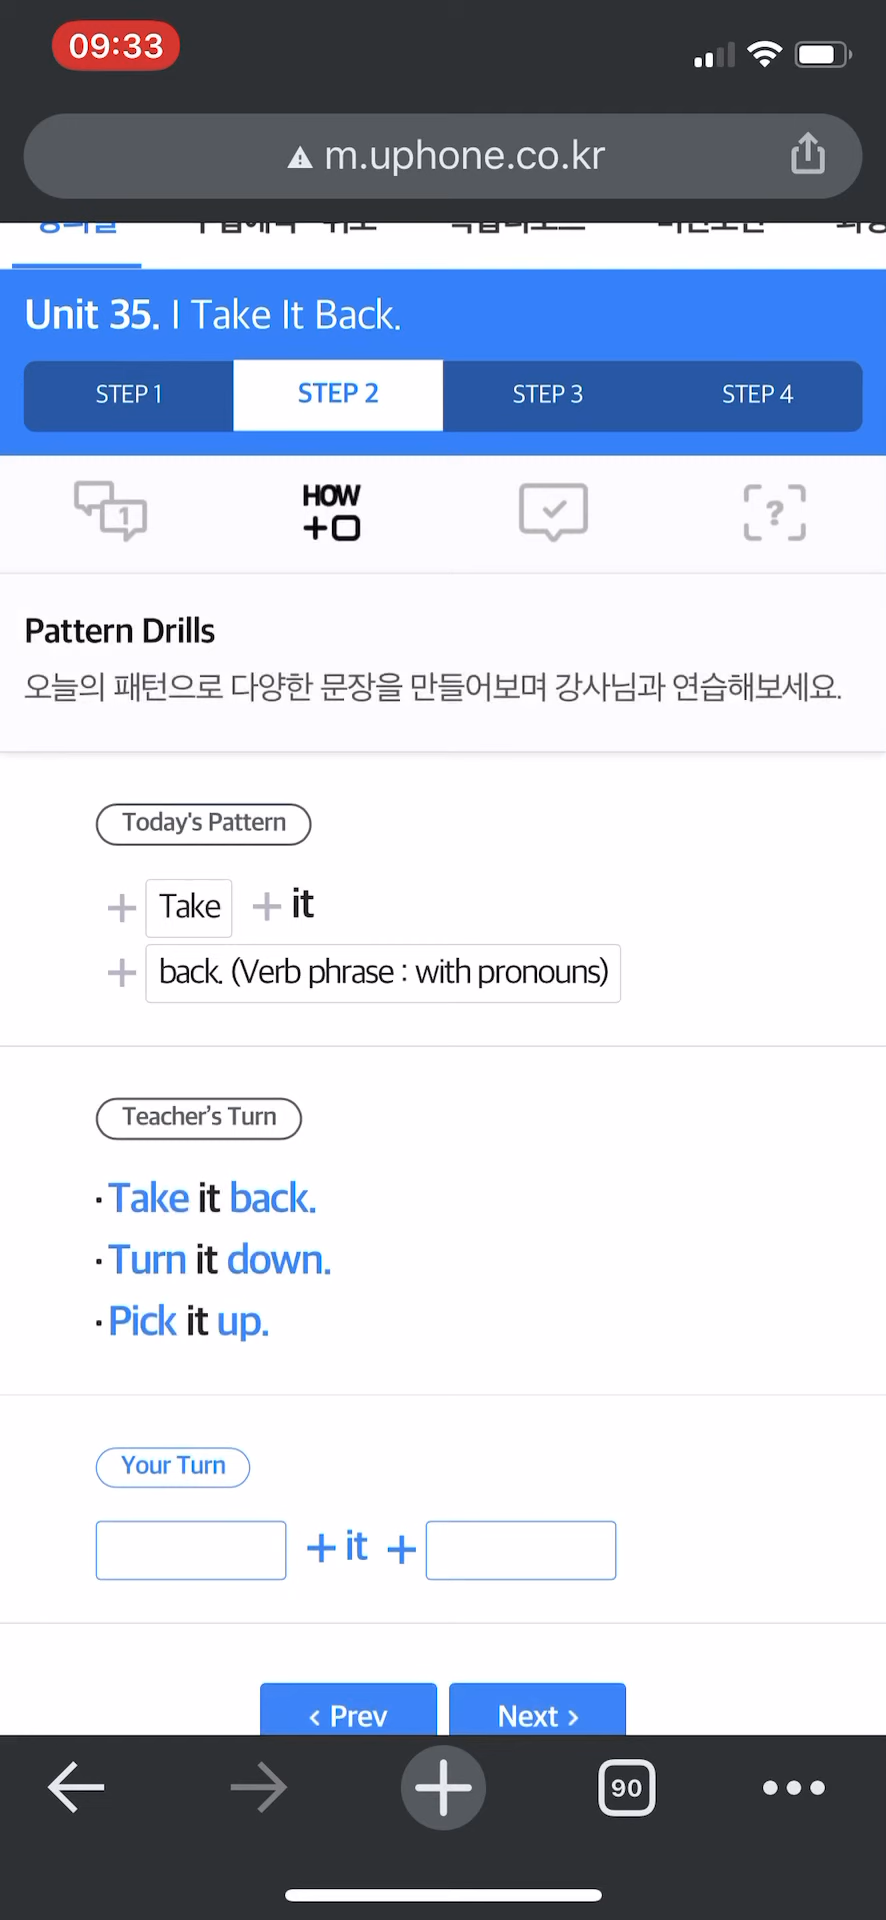 09:33
m.uphone.co.kr
Unit 35. I Take It Back.
STEP 1 STEP 2 STEP 3 STEP 4
1 HOW ?
Pattern Drills
오늘의 패턴으로 다양한 문장을 만들어보며 강사님과 연습해보세요.
Today's Pattern
+ Take + it
+ back. (Verb phrase : with pronouns)
Teacher’s Turn
· Take it back.
· Turn it down.
· Pick it up.
Your Turn
+ it +
‹ Prev Next ›
90